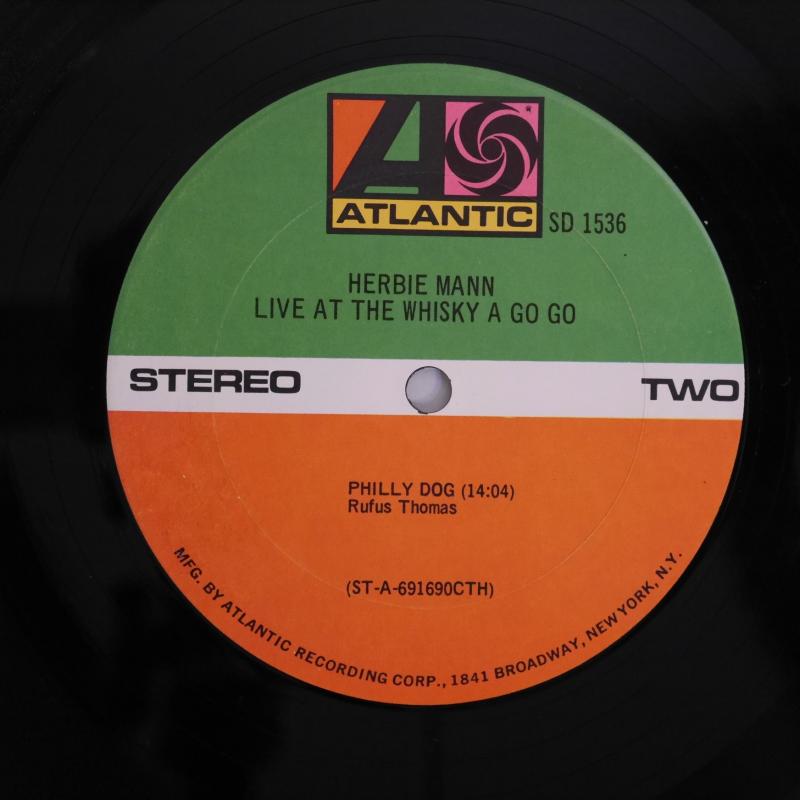 ATLANTIC SD 1536
HERBIE MANN
LIVE AT THE WHISKY A GO GO
STEREO TWO
PHILLY DOG (14:04)
Rufus Thomas
(ST-A-691690CTH)
MFG. BY ATLANTIC RECORDING CORP., 1841 BROADWAY, NEW YORK, N.Y.